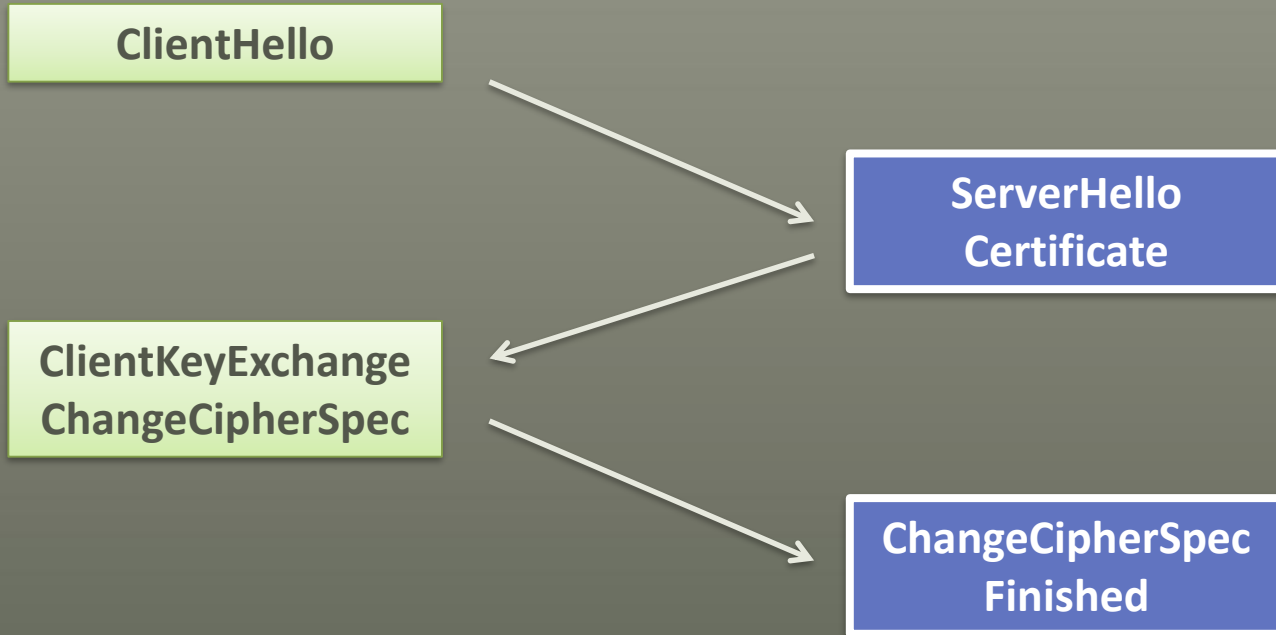 ClientHello
ServerHello
Certificate
ClientKeyExchange
ChangeCipherSpec
ChangeCipherSpec
Finished